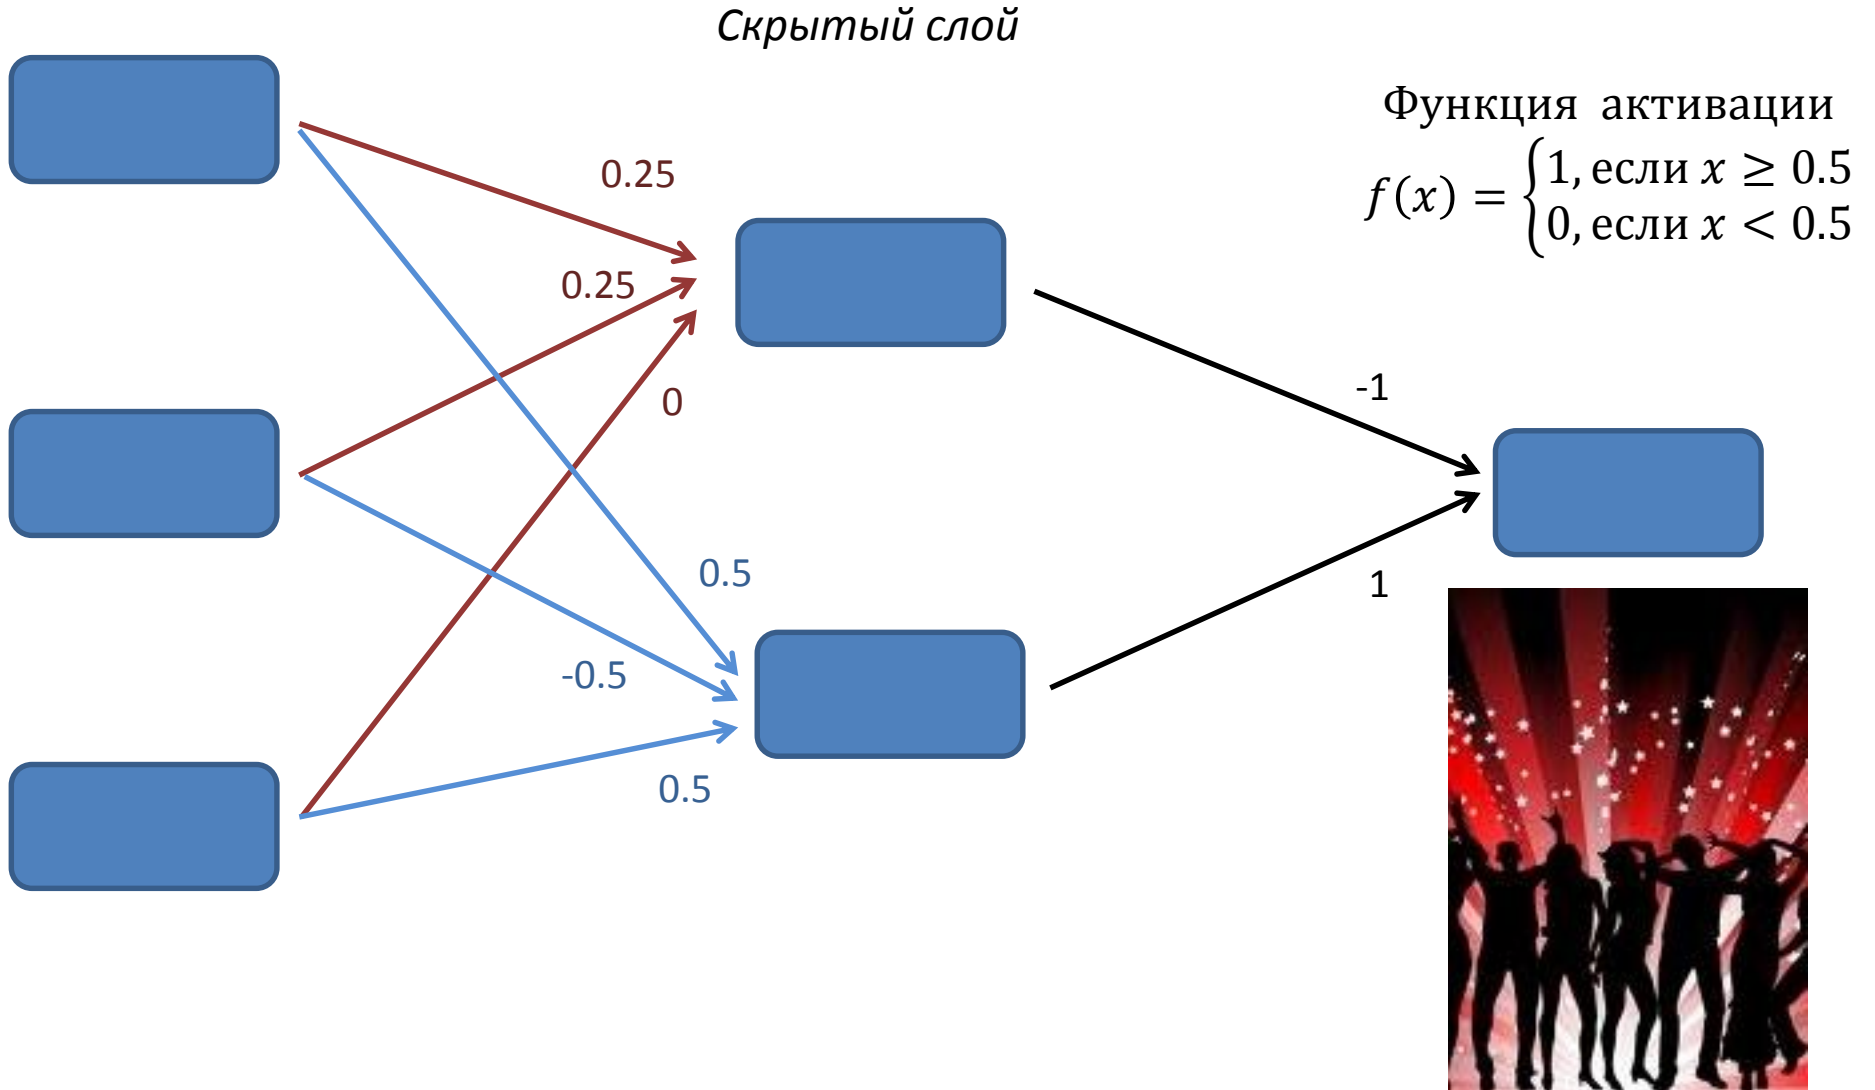 Скрытый слой
Функция активации
f(x) = {1, если x ≥ 0.5
0, если x < 0.5
0.25
0.25
0
-1
0.5
1
-0.5
0.5